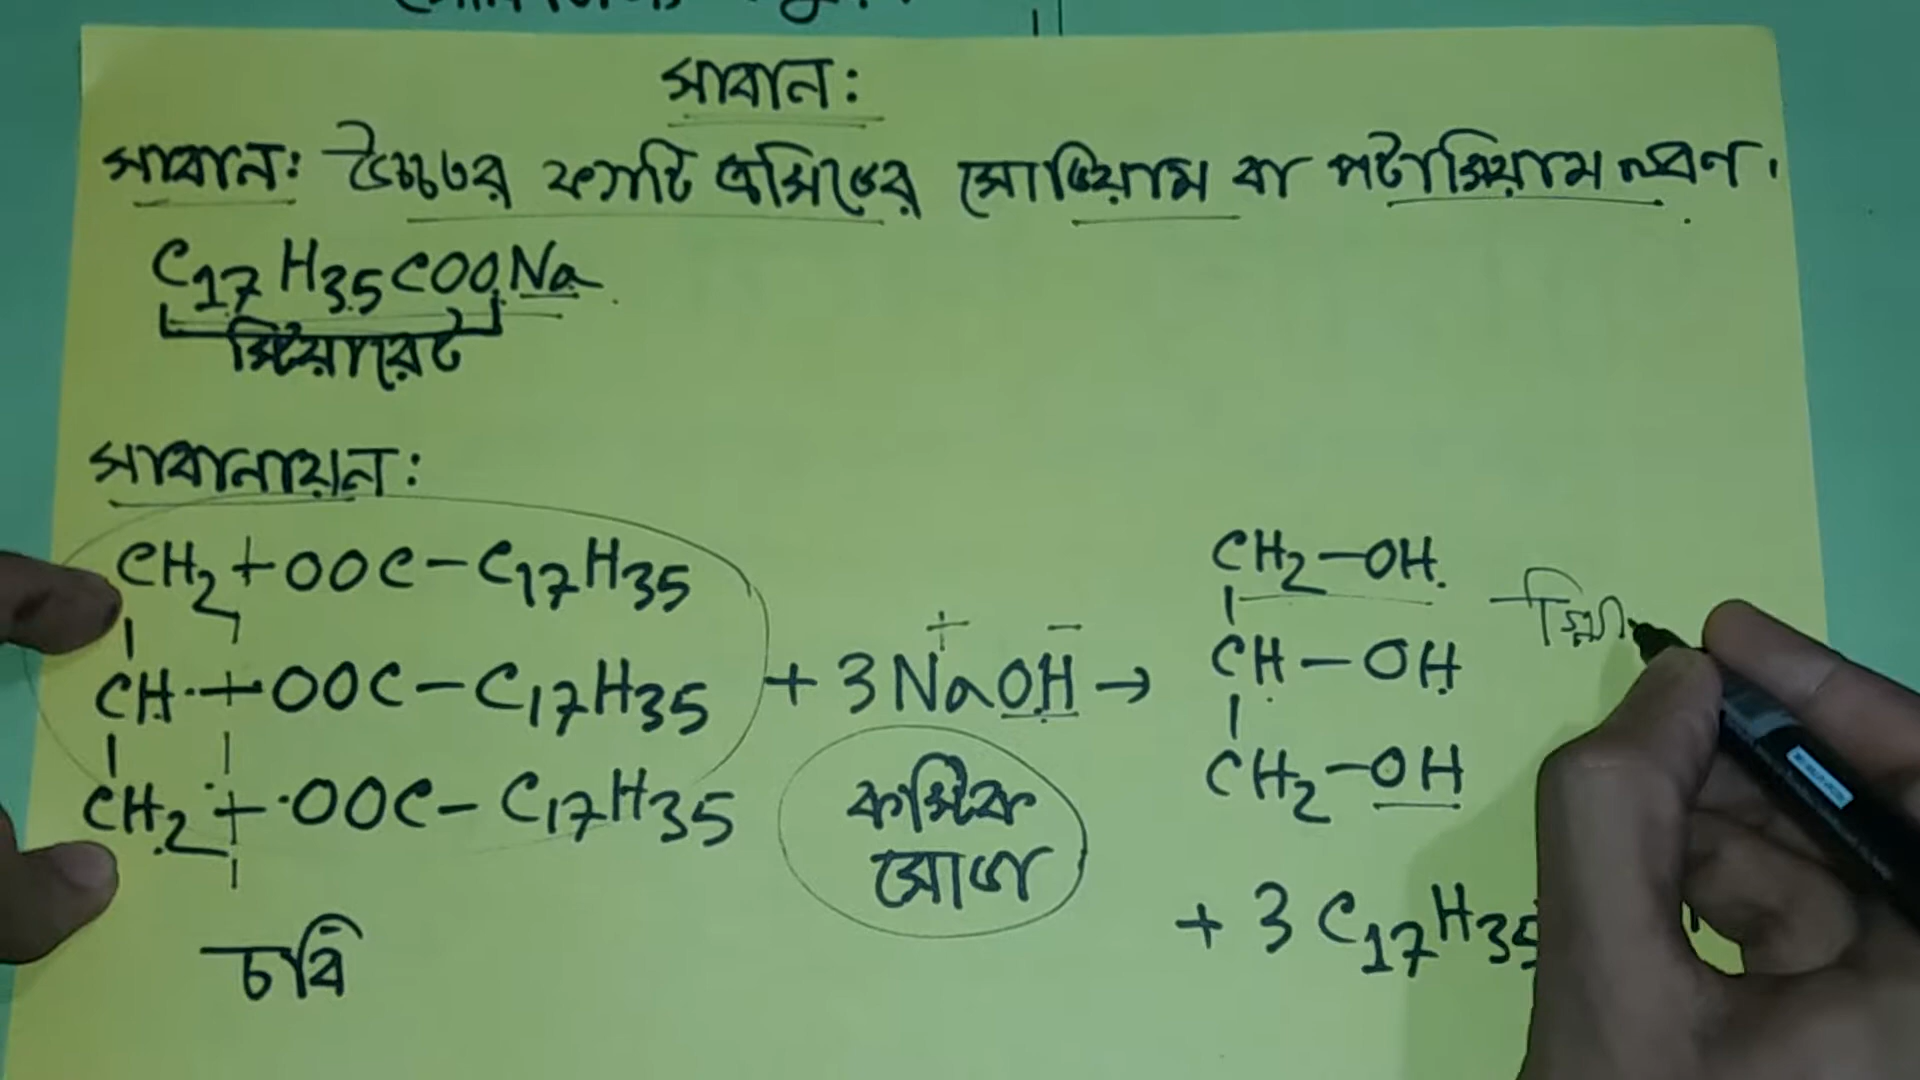 সাবান:
সাবান: উচ্চতর ফ্যাটি এসিডের সোডিয়াম বা পটাসিয়াম লবণ।
C₁₇H₃₅COONa
স্টিয়ারেট
সাবানায়ন:
CH₂+OOC-C₁₇H₃₅
CH+OOC-C₁₇H₃₅
CH₂+OOC-C₁₇H₃₅
চর্বি
+ 3NaOH →
+ -
কস্টিক
সোডা
CH₂-OH
CH-OH
CH₂-OH
+ 3C₁₇H₃₅